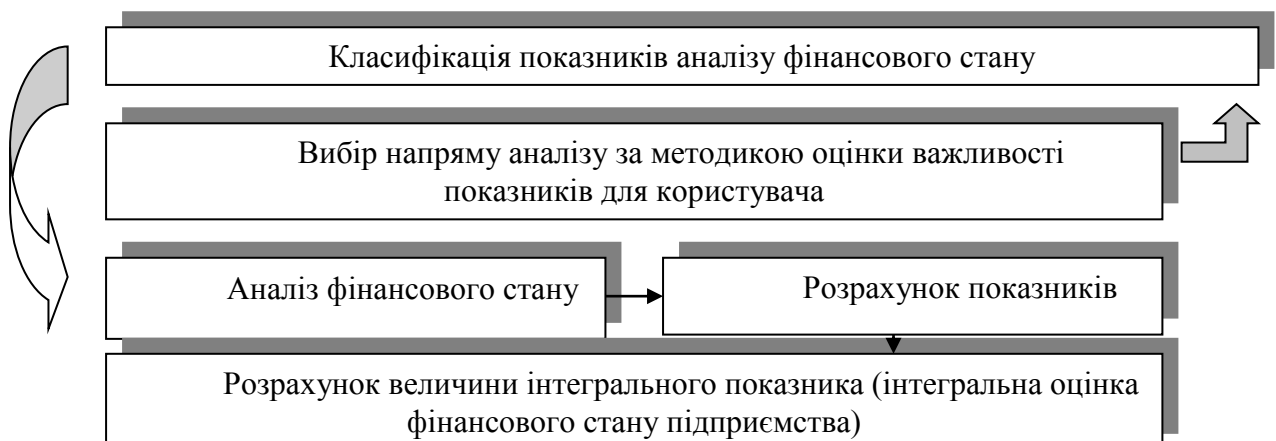 Класифікація показників аналізу фінансового стану
Вибір напряму аналізу за методикою оцінки важливості
показників для користувача
Аналіз фінансового стану
Розрахунок показників
Розрахунок величини інтегрального показника (інтегральна оцінка
фінансового стану підприємства)